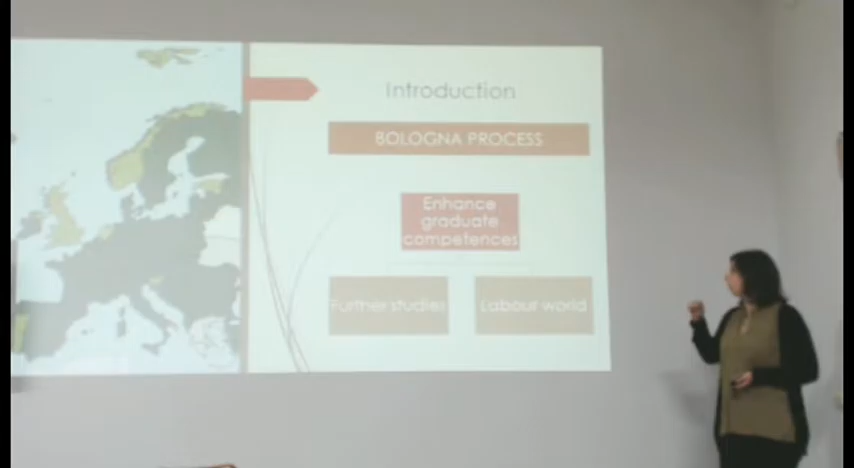 Introduction
BOLOGNA PROCESS
Enhance
graduate
competences
Further studies
Labour world